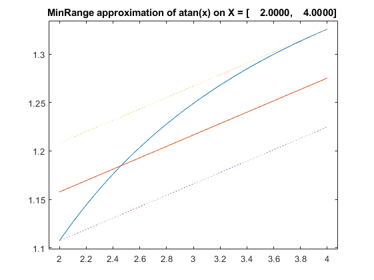 MinRange approximation of atan(x) on X = [    2.0000,    4.0000]
1.3
1.25
1.2
1.15
1.1
2 2.2 2.4 2.6 2.8 3 3.2 3.4 3.6 3.8 4